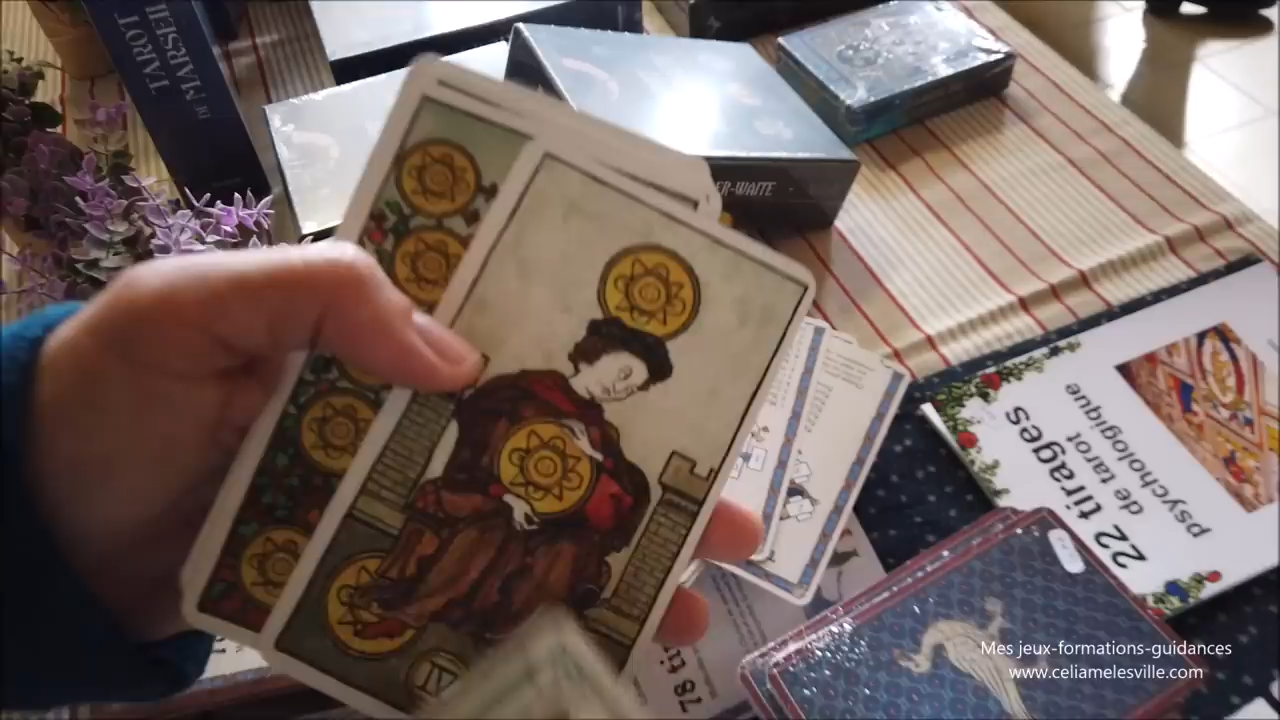 TAROT
DE MARSEIL
ER-WAITE
22 tirages
de tarot
psychologique
IV
78 ti
Mes jeux-formations-guidances
www.celiamelesville.com